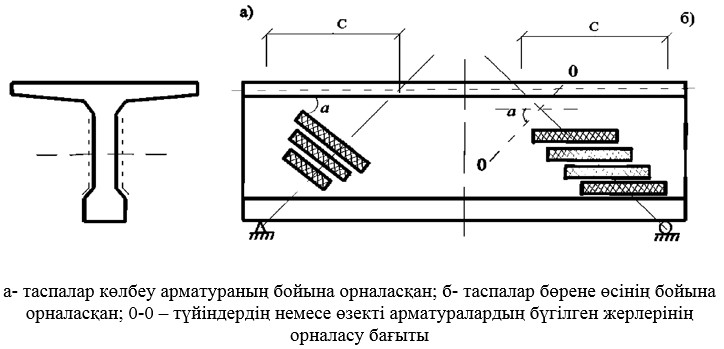 а)
С
С
б)
0
а
а
0
а- таспалар көлбеу арматураның бойына орналасқан; б- таспалар бөрене өсінің бойына
орналасқан; 0-0 – түйіндердің немесе өзекті арматуралардың бүгілген жерлерінің
орналасу бағыты